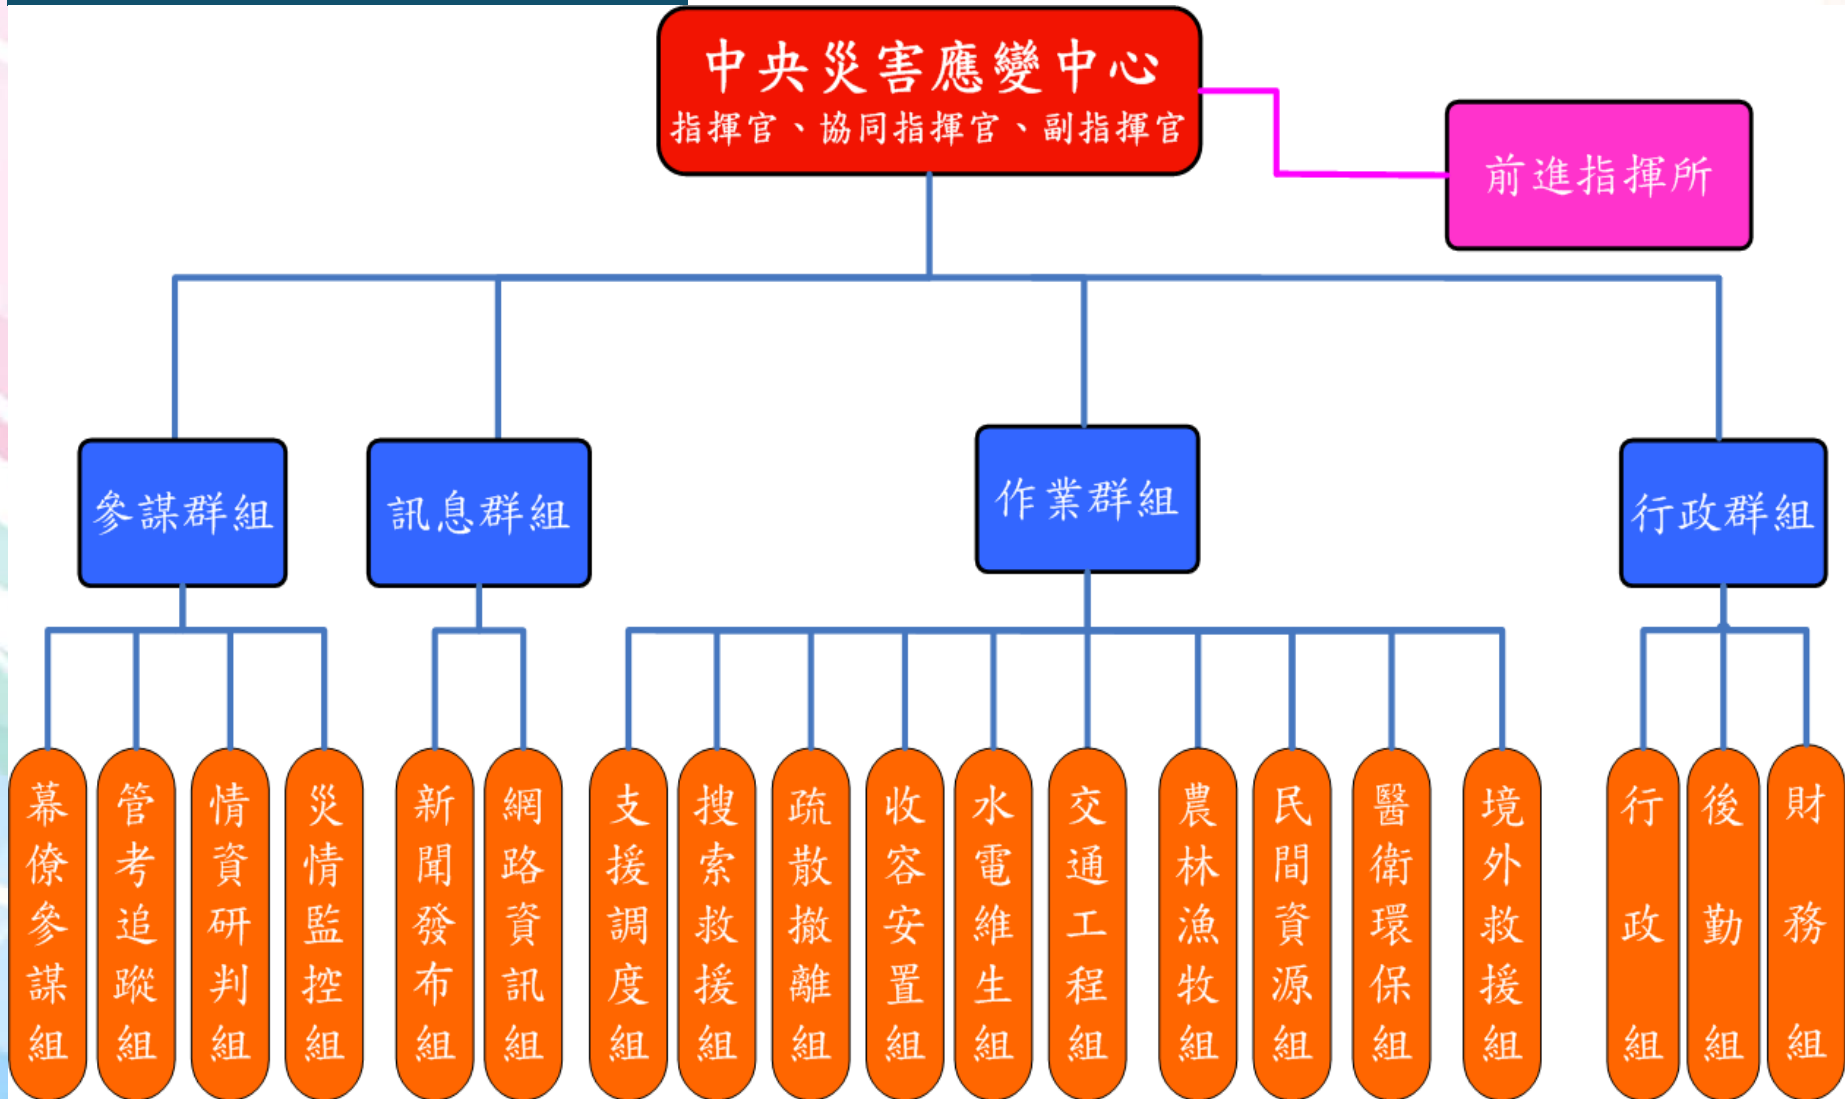 中央災害應變中心
指揮官、協同指揮官、副指揮官
前進指揮所
參謀群組
訊息群組
作業群組
行政群組
幕僚參謀組
管考追蹤組
情資研判組
災情監控組
新聞發布組
網路資訊組
支援調度組
搜索救援組
疏散撤離組
收容安置組
水電維生組
交通工程組
農林漁牧組
民間資源組
醫衛環保組
境外救援組
行政組
後勤組
財務組